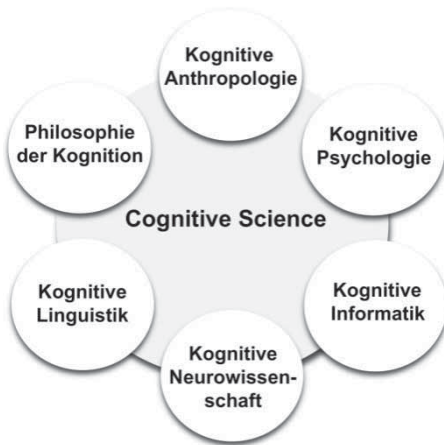 Kognitive
Anthropologie
Philosophie
der Kognition
Kognitive
Psychologie
Cognitive Science
Kognitive
Linguistik
Kognitive
Informatik
Kognitive
Neurowissen-
schaft